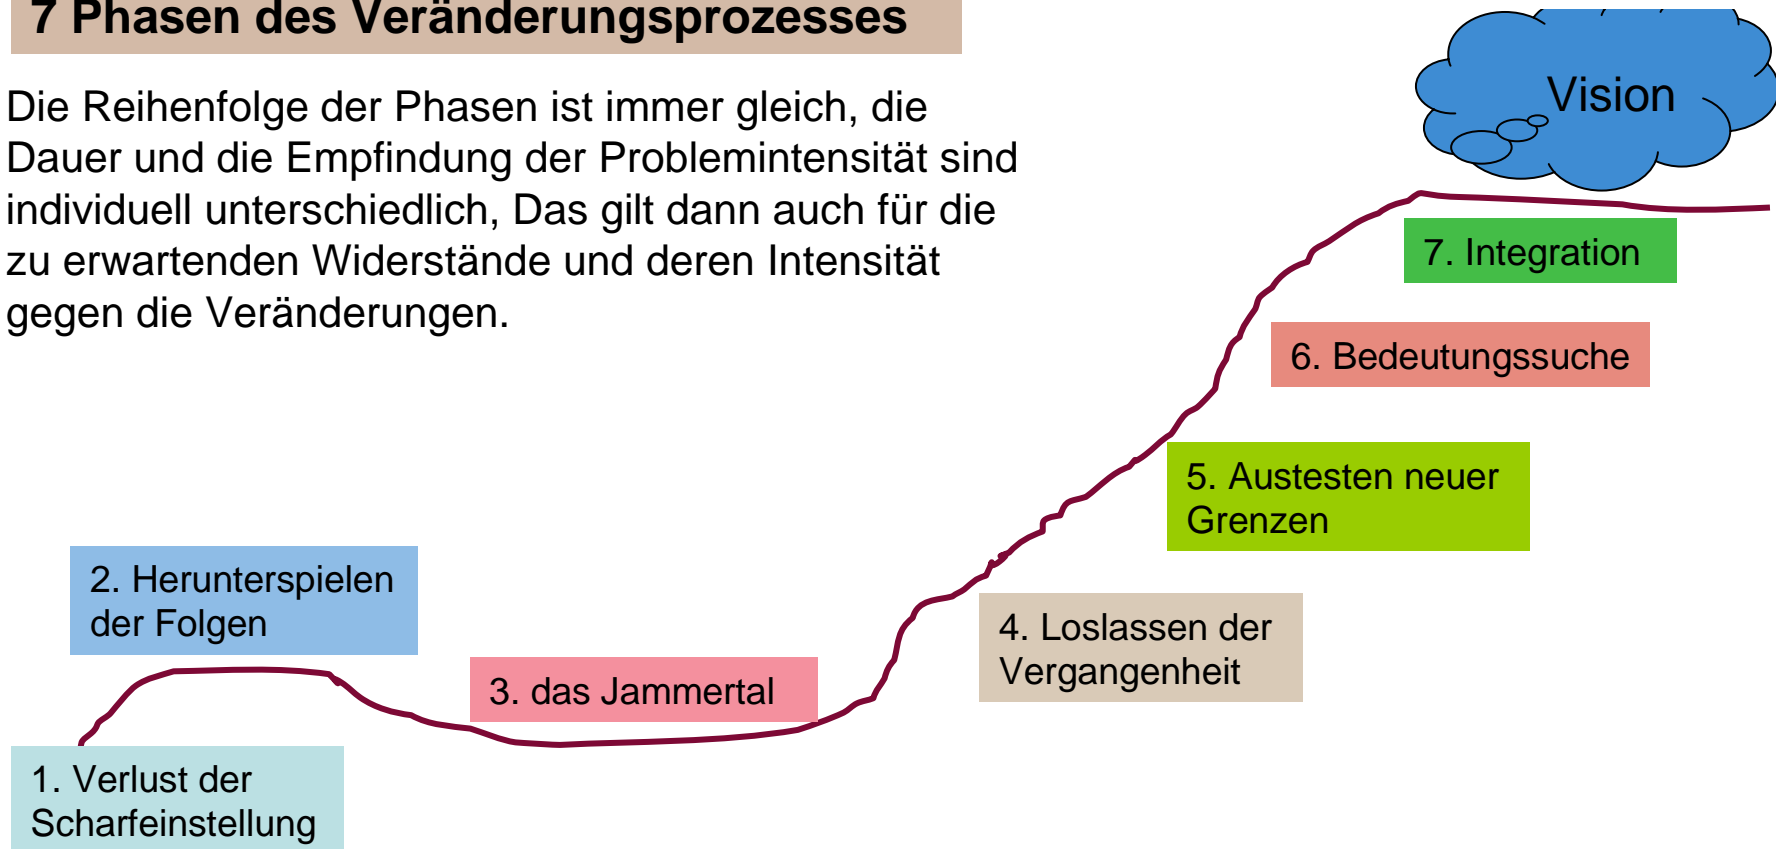 7 Phasen des Veränderungsprozesses
Die Reihenfolge der Phasen ist immer gleich, die
Dauer und die Empfindung der Problemintensität sind
individuell unterschiedlich, Das gilt dann auch für die
zu erwartenden Widerstände und deren Intensität
gegen die Veränderungen.
Vision
7. Integration
6. Bedeutungssuche
5. Austesten neuer
Grenzen
2. Herunterspielen
der Folgen
4. Loslassen der
Vergangenheit
3. das Jammertal
1. Verlust der
Scharfeinstellung